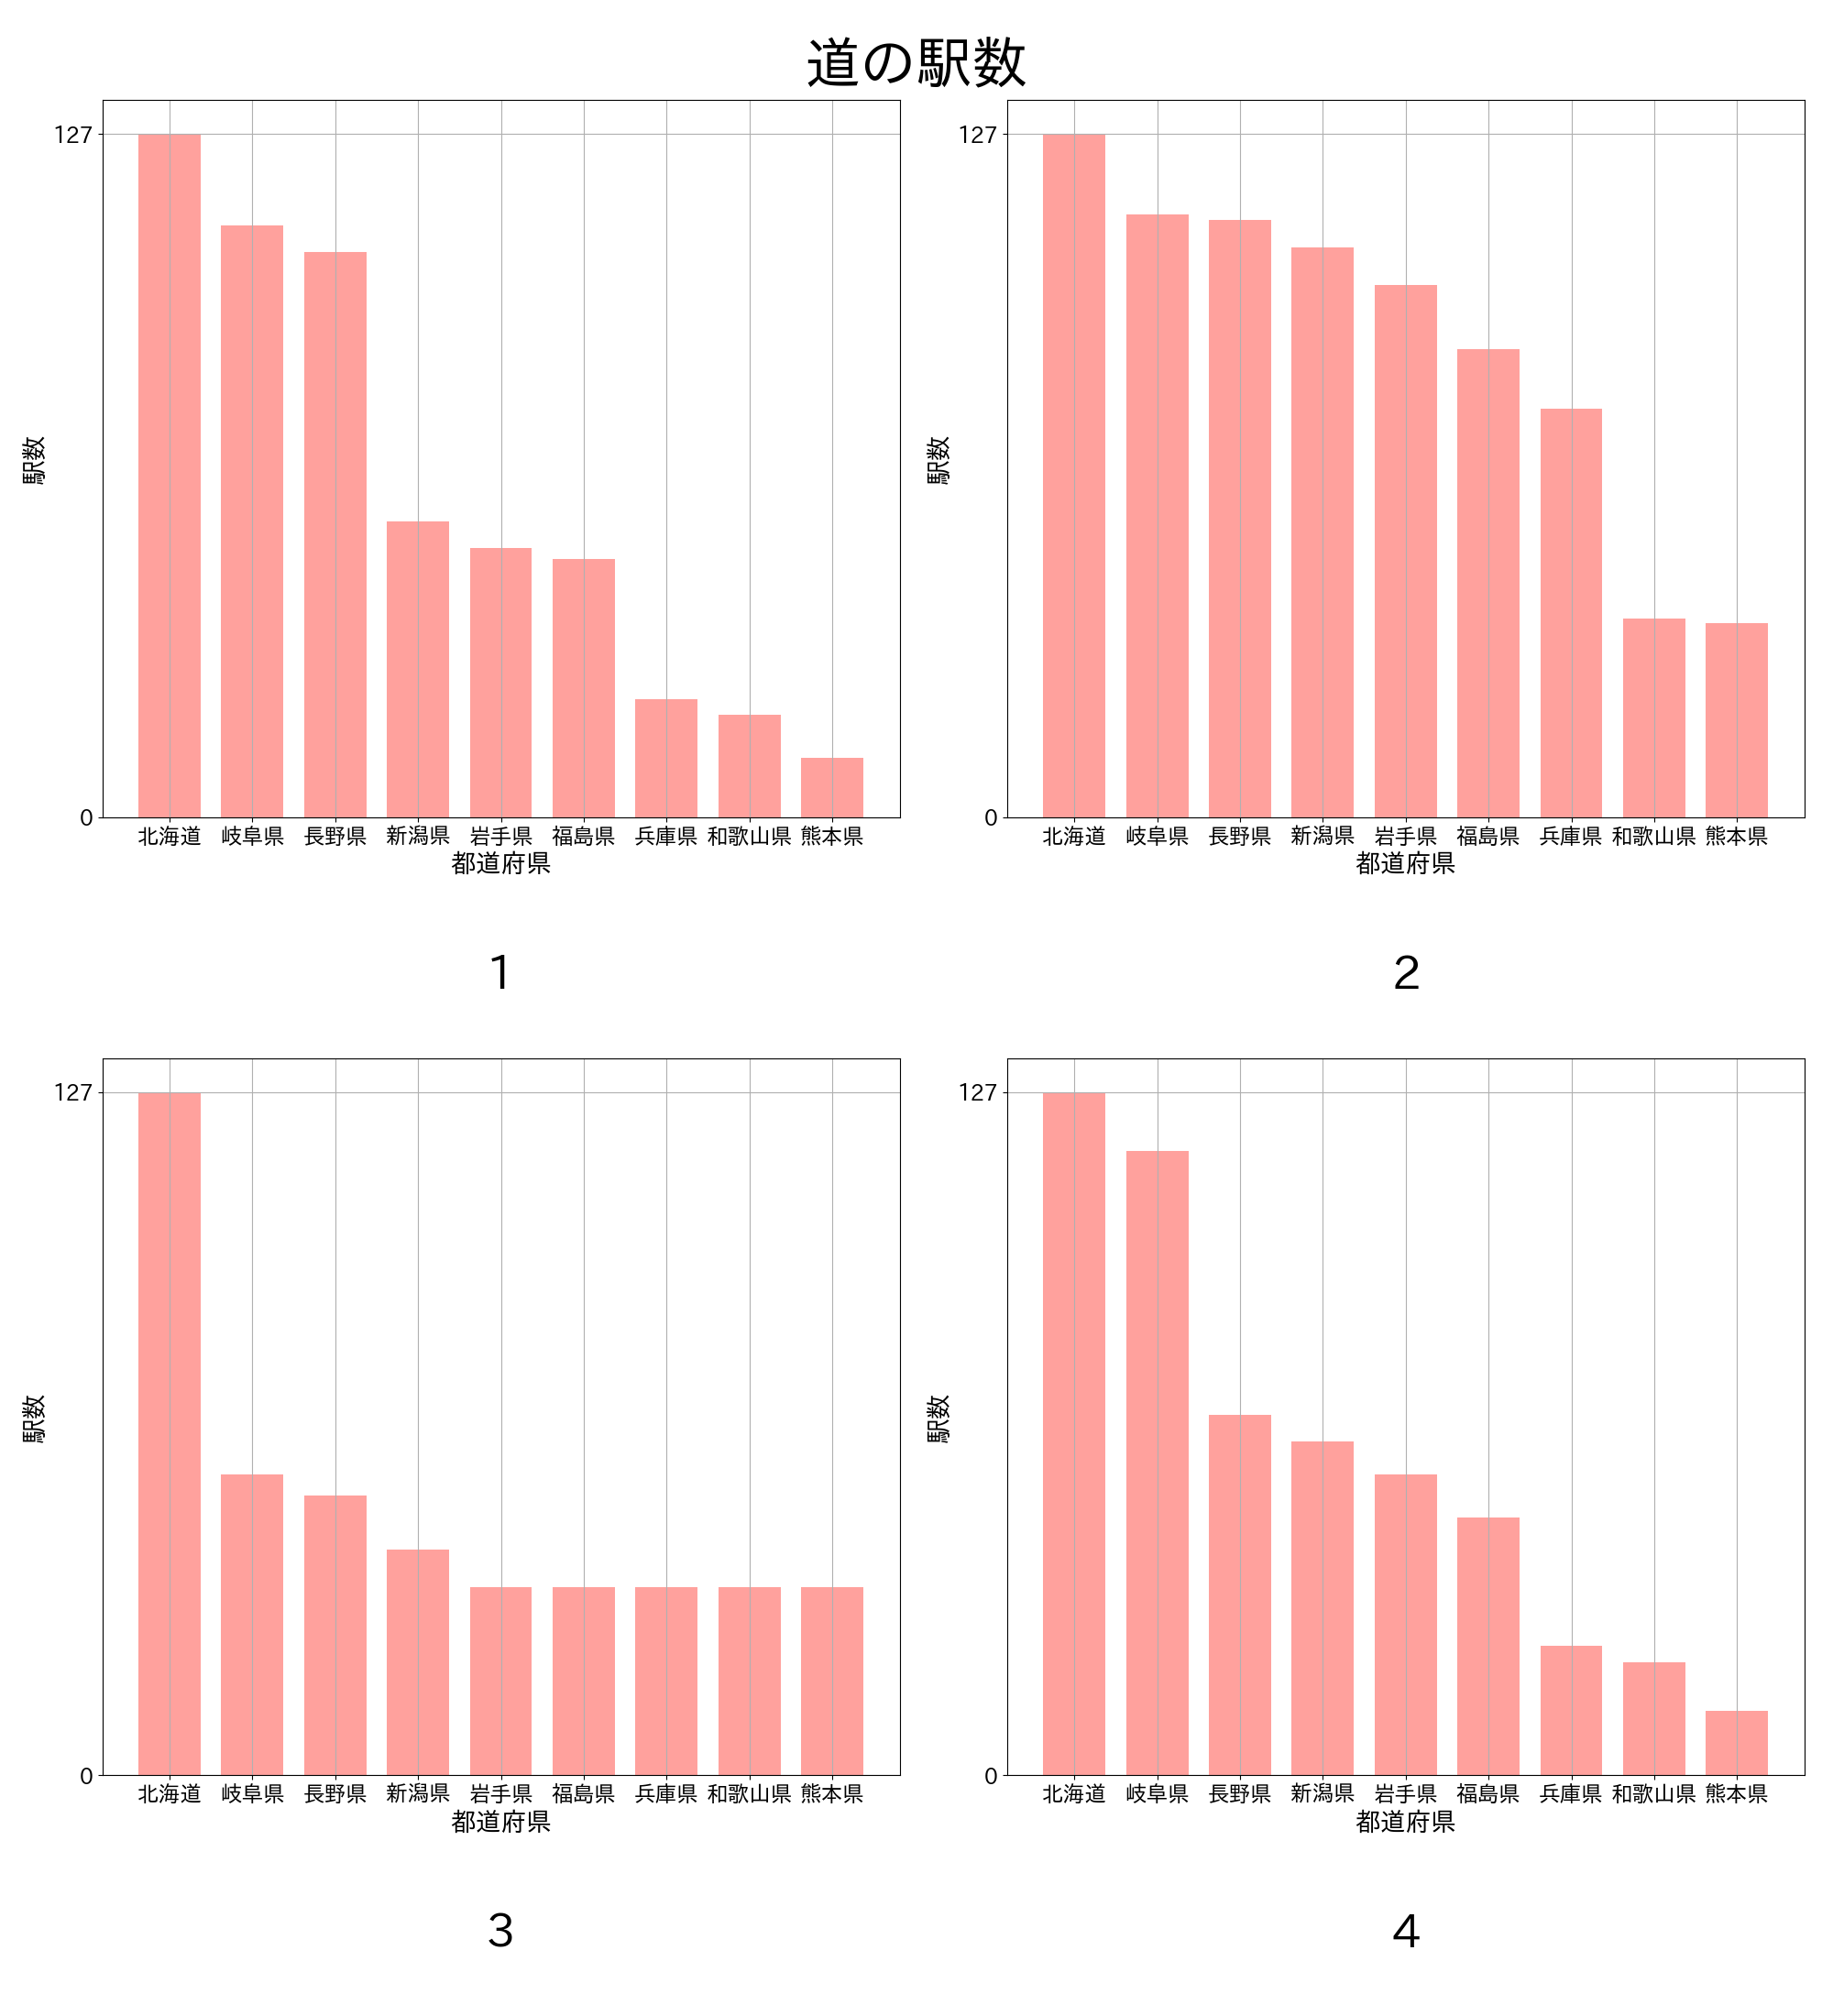 道の駅数
127
0
駅数
北海道 岐阜県 長野県 新潟県 岩手県 福島県 兵庫県 和歌山県 熊本県
都道府県
1
127
0
駅数
北海道 岐阜県 長野県 新潟県 岩手県 福島県 兵庫県 和歌山県 熊本県
都道府県
2
127
0
駅数
北海道 岐阜県 長野県 新潟県 岩手県 福島県 兵庫県 和歌山県 熊本県
都道府県
3
127
0
駅数
北海道 岐阜県 長野県 新潟県 岩手県 福島県 兵庫県 和歌山県 熊本県
都道府県
4